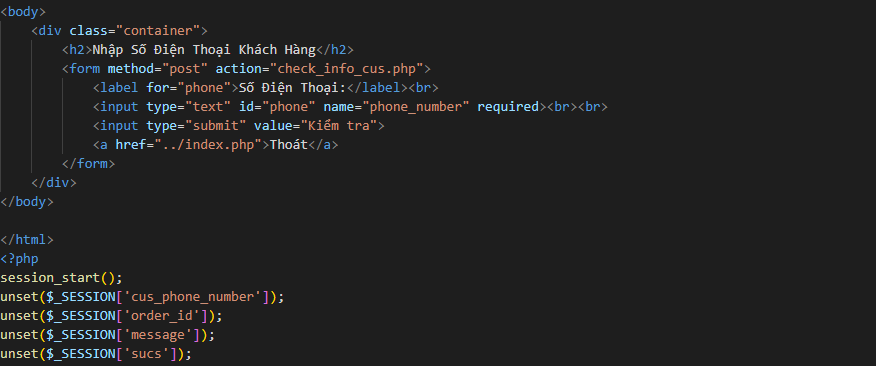 <body>
    <div class="container">
        <h2>Nhập Số Điện Thoại Khách Hàng</h2>
        <form method="post" action="check_info_cus.php">
            <label for="phone">Số Điện Thoại:</label><br>
            <input type="text" id="phone" name="phone_number" required><br><br>
            <input type="submit" value="Kiểm tra">
            <a href="../index.php">Thoát</a>
        </form>
    </div>
</body>

</html>
<?php
session_start();
unset($_SESSION['cus_phone_number']);
unset($_SESSION['order_id']);
unset($_SESSION['message']);
unset($_SESSION['sucs']);